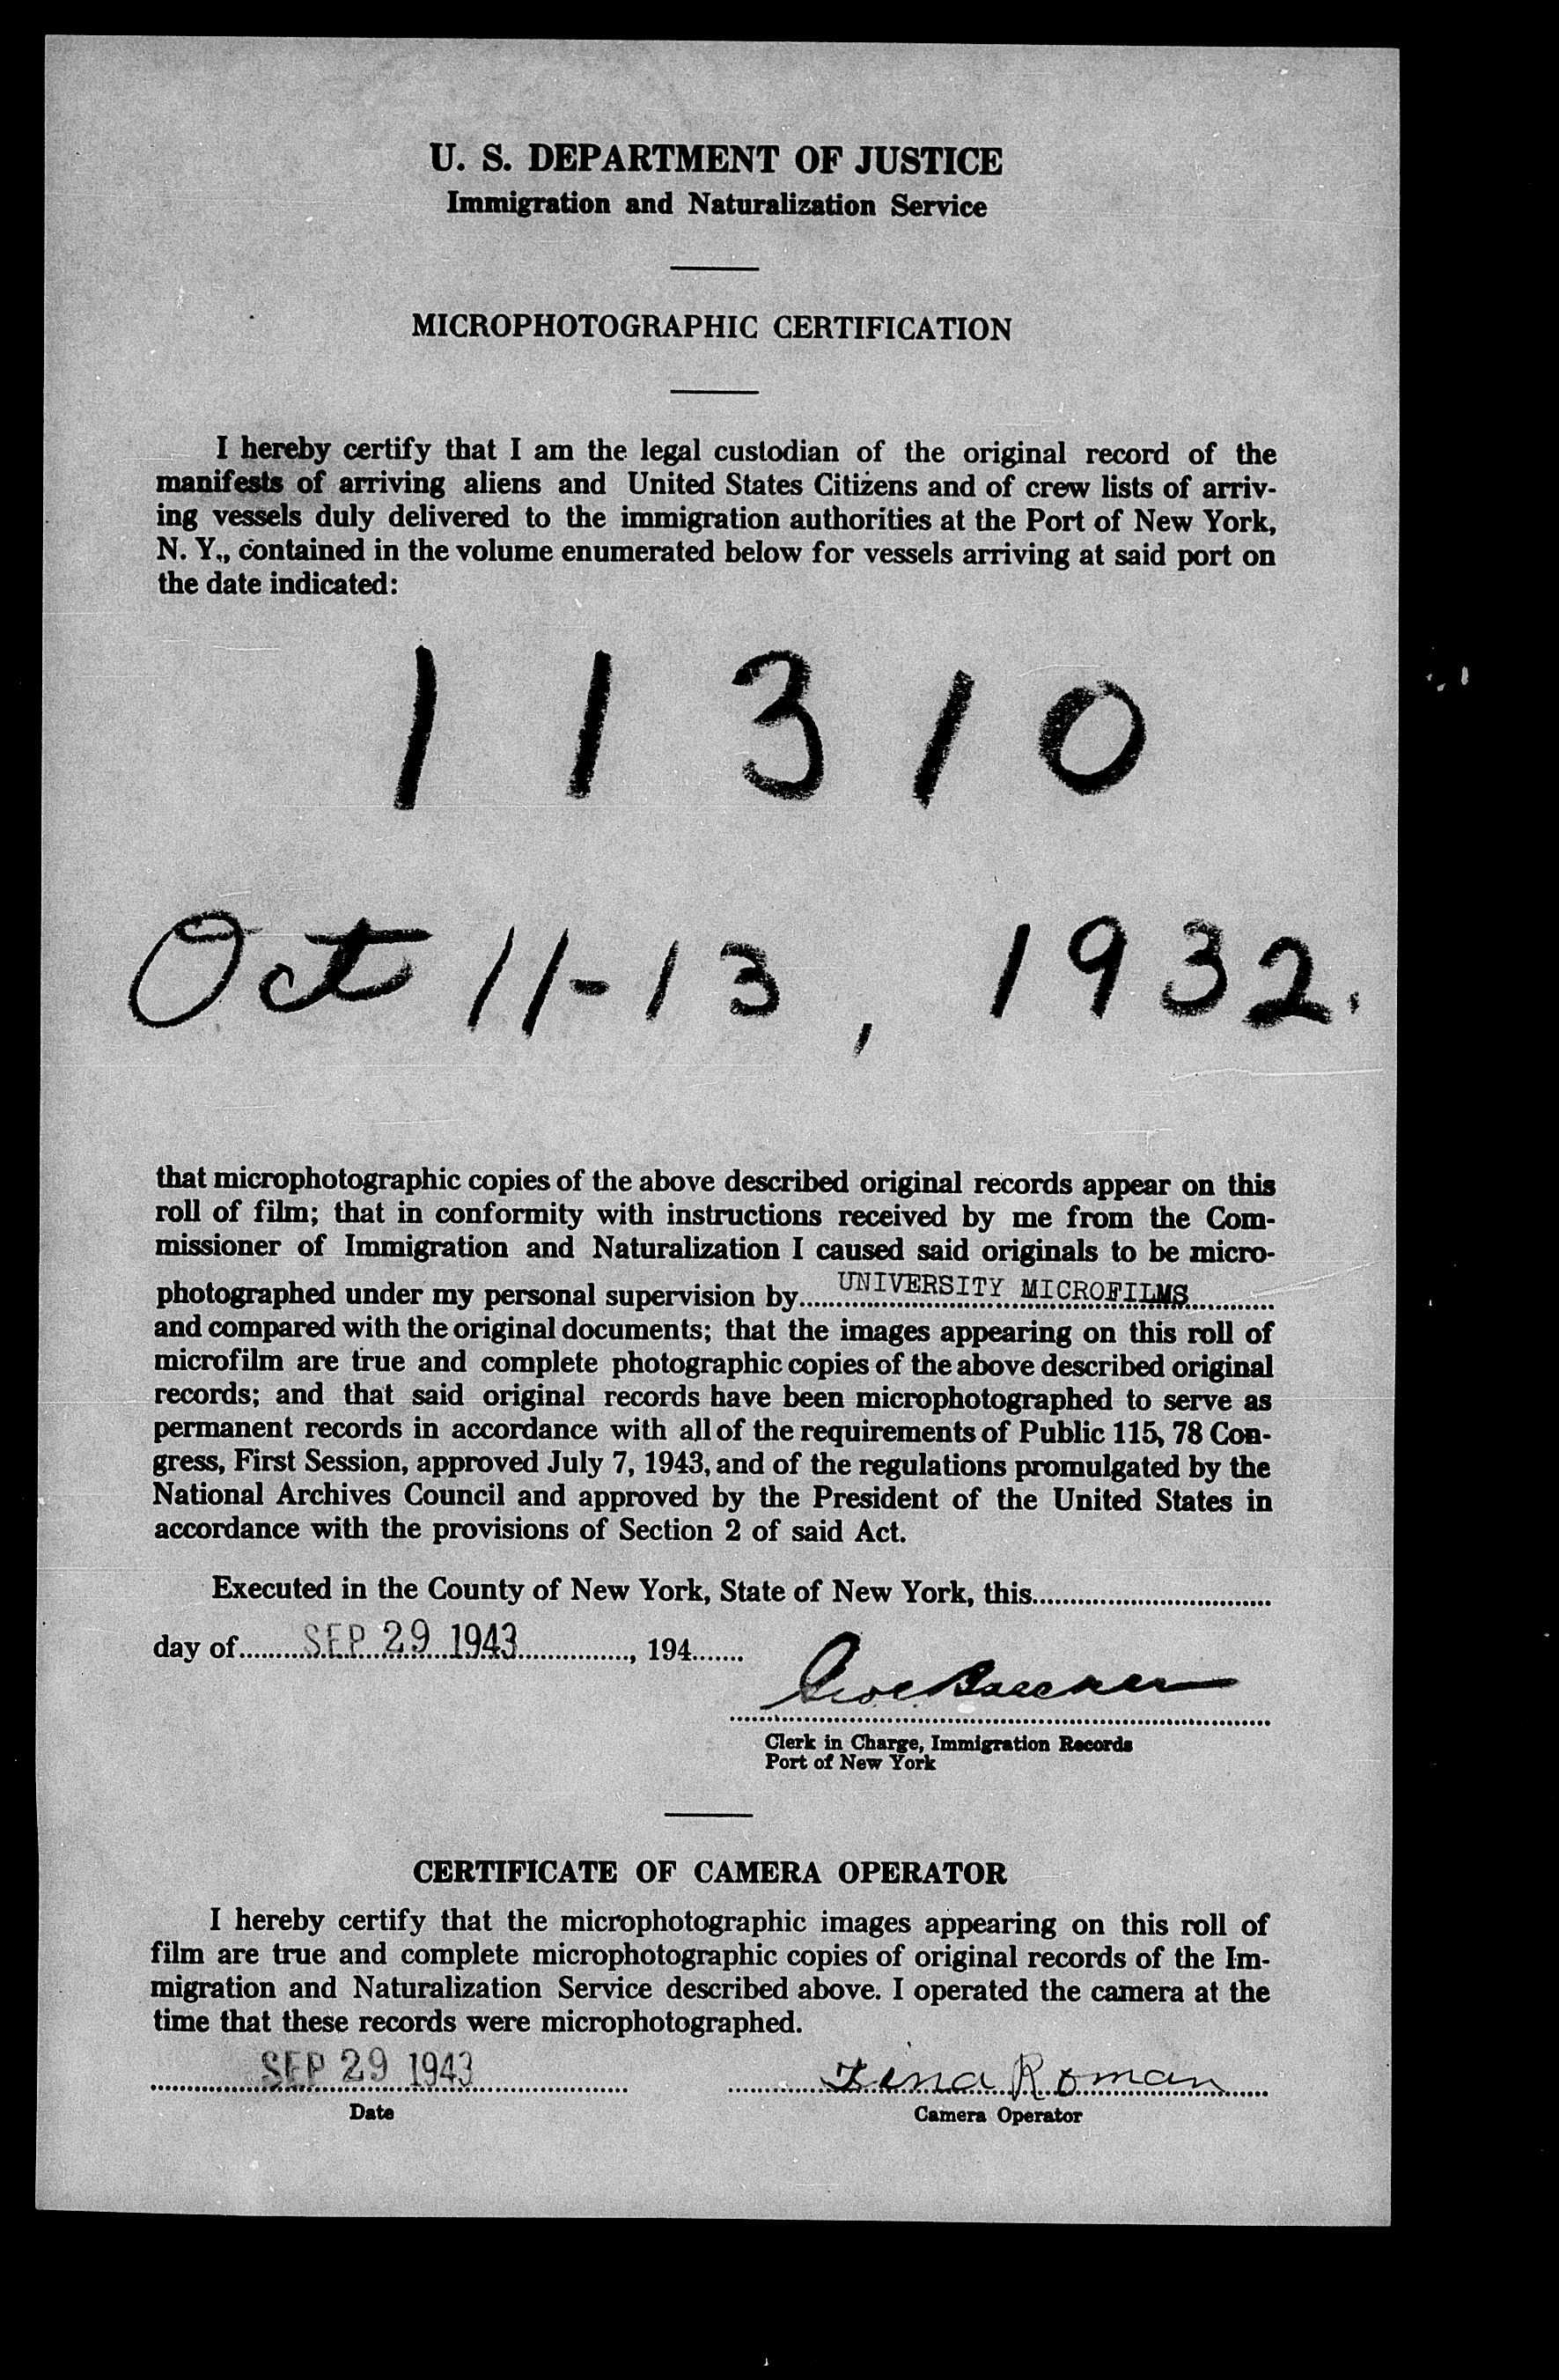 U. S. DEPARTMENT OF JUSTICE
Immigration and Naturalization Service
MICROPHOTOGRAPHIC CERTIFICATION
I hereby certify that I am the legal custodian of the original record of the
manifests of arriving aliens and United States Citizens and of crew lists of arriv-
ing vessels duly delivered to the immigration authorities at the Port of New York,
N. Y., contained in the volume enumerated below for vessels arriving at said port on
the date indicated:
11310
Oct 11-13, 1932.
that microphotographic copies of the above described original records appear on this
roll of film; that in conformity with instructions received by me from the Com-
missioner of Immigration and Naturalization I caused said originals to be micro-
photographed under my personal supervision by UNIVERSITY MICROFILMS
and compared with the original documents; that the images appearing on this roll of
microfilm are true and complete photographic copies of the above described original
records; and that said original records have been microphotographed to serve as
permanent records in accordance with all of the requirements of Public 115, 78 Con-
gress, First Session, approved July 7, 1943, and of the regulations promulgated by the
National Archives Council and approved by the President of the United States in
accordance with the provisions of Section 2 of said Act.
Executed in the County of New York, State of New York, this
day of SEP 29 1943, 194
Clerk in Charge, Immigration Records
Port of New York
CERTIFICATE OF CAMERA OPERATOR
I hereby certify that the microphotographic images appearing on this roll of
film are true and complete microphotographic copies of original records of the Im-
migration and Naturalization Service described above. I operated the camera at the
time that these records were microphotographed.
SEP 29 1943 Roman
Date Camera Operator